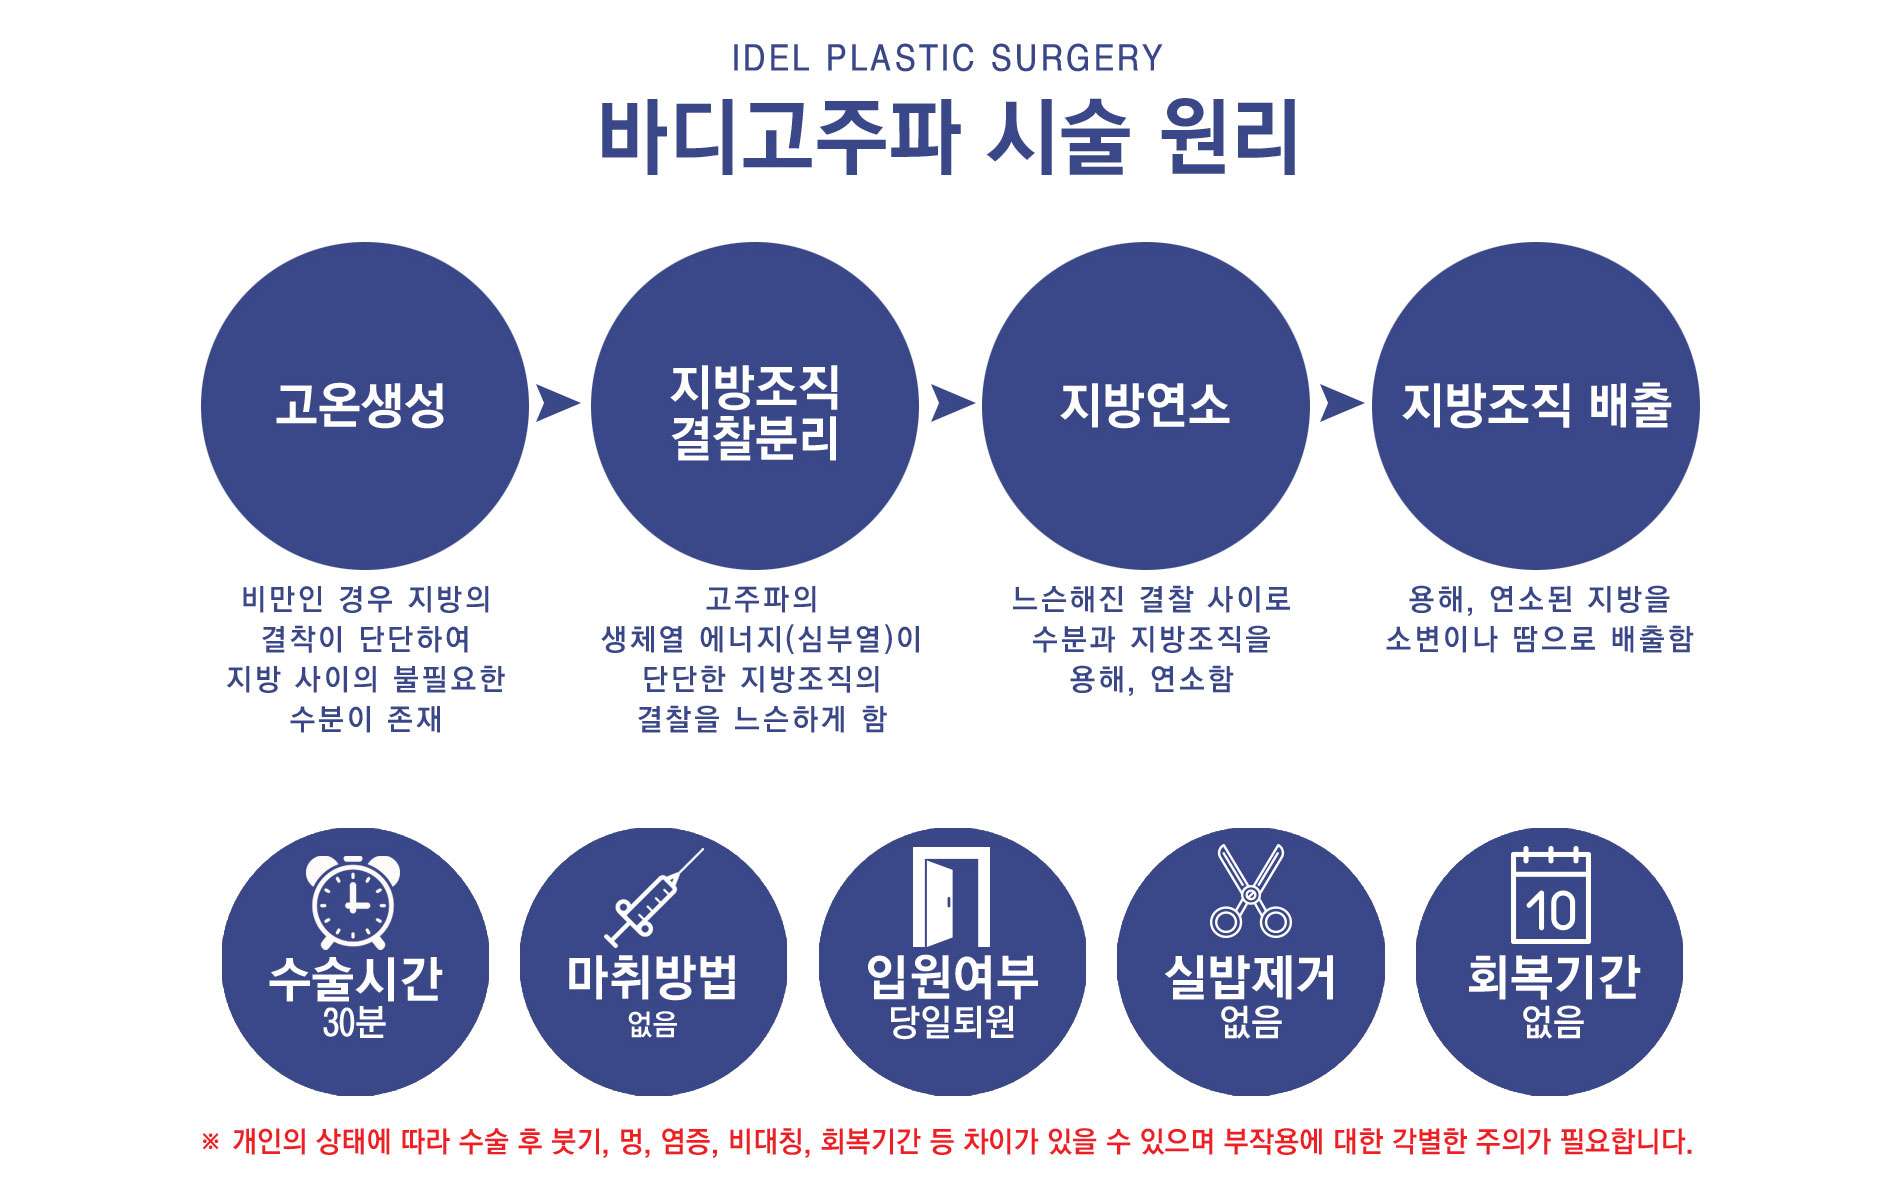 IDEL PLASTIC SURGERY
바디고주파 시술 원리
고온생성
지방조직
결찰분리
지방연소
지방조직 배출
비만인 경우 지방의
결착이 단단하여
지방 사이의 불필요한
수분이 존재
고주파의
생체열 에너지(심부열)이
단단한 지방조직의
결찰을 느슨하게 함
느슨해진 결찰 사이로
수분과 지방조직을
용해, 연소함
용해, 연소된 지방을
소변이나 땀으로 배출함
수술시간
30분
마취방법
없음
입원여부
당일퇴원
실밥제거
없음
10
회복기간
없음
※ 개인의 상태에 따라 수술 후 붓기, 멍, 염증, 비대칭, 회복기간 등 차이가 있을 수 있으며 부작용에 대한 각별한 주의가 필요합니다.